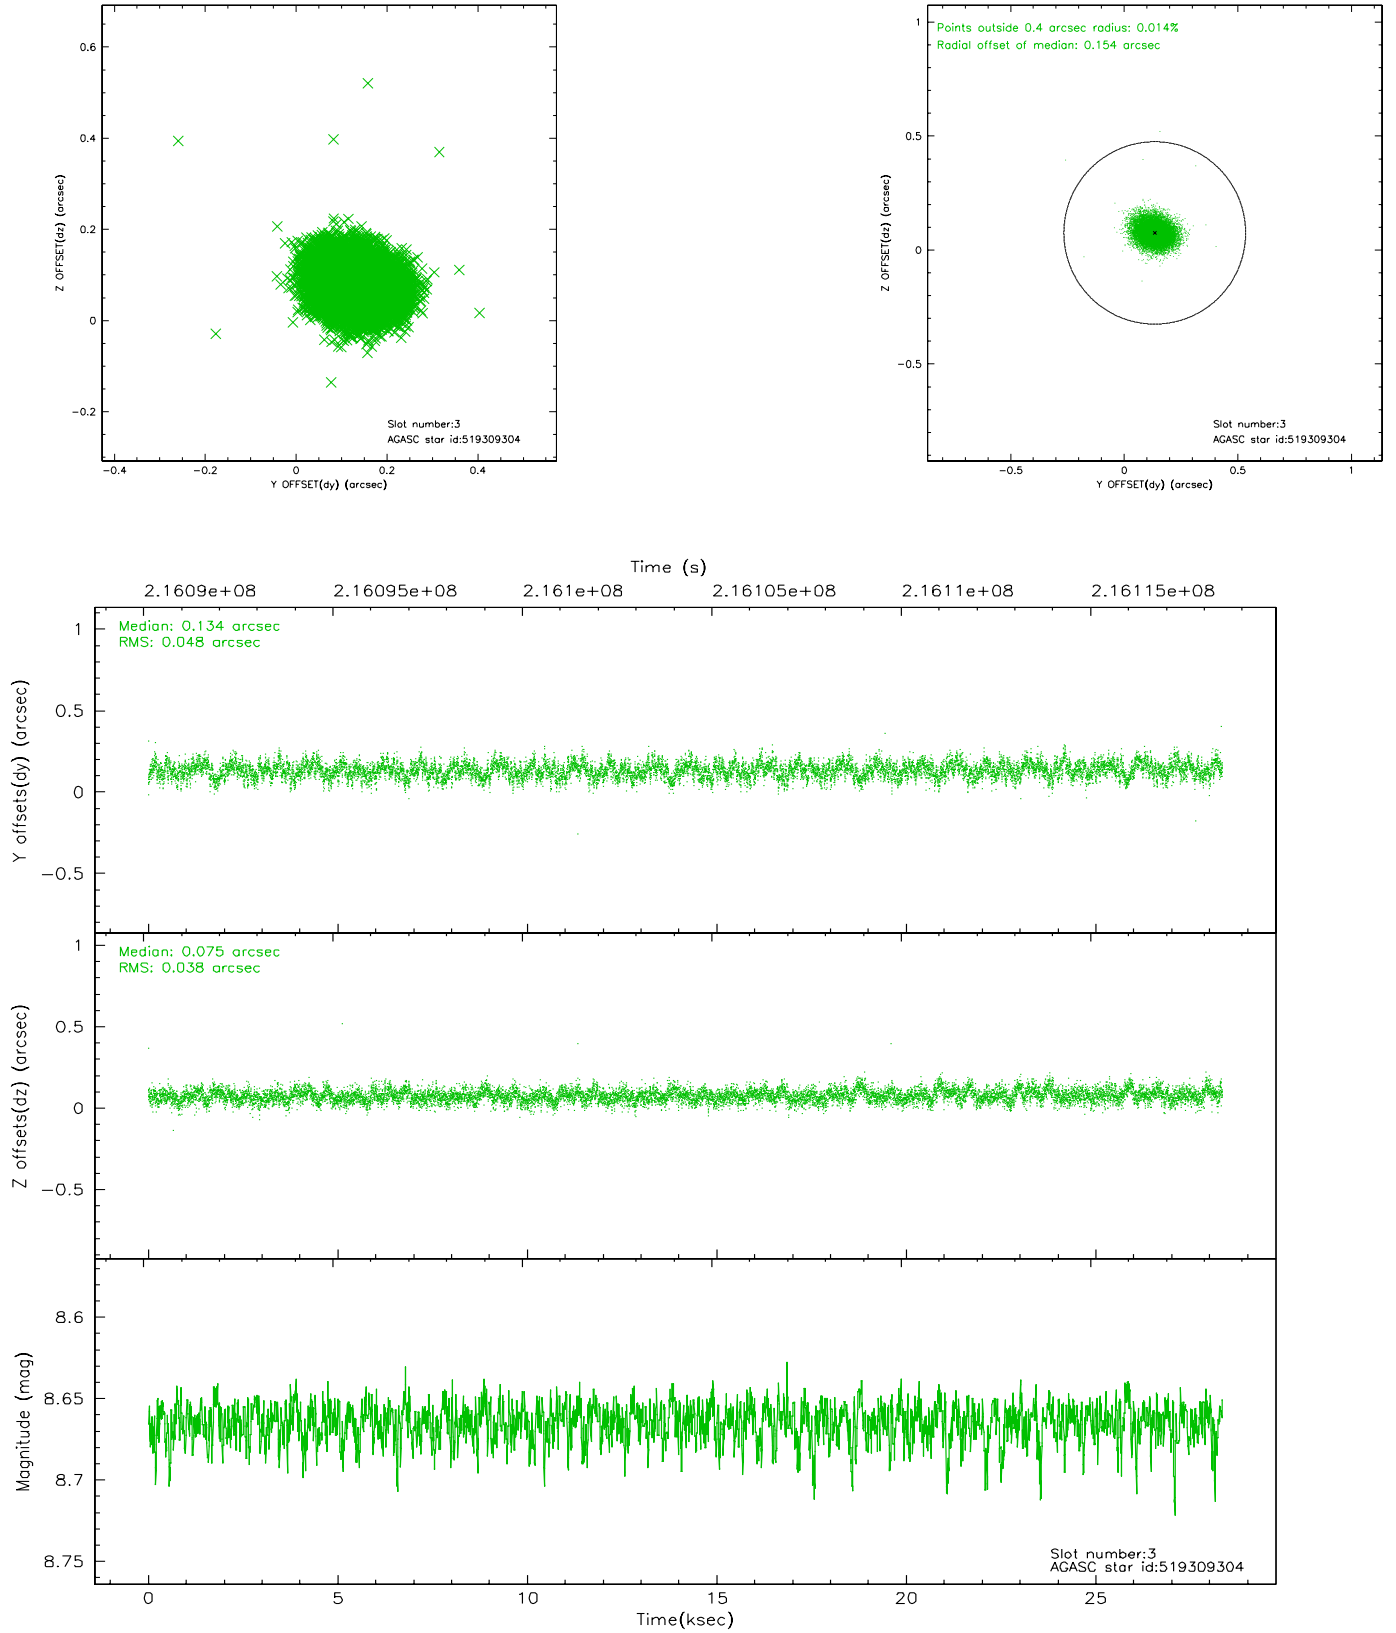 0.6
0.4
0.2
0
−0.2
Z OFFSET(dz) (arcsec)
Slot number:3
AGASC star id:519309304
−0.4 −0.2 0 0.2 0.4
Y OFFSET(dy) (arcsec)
Points outside 0.4 arcsec radius: 0.014%
Radial offset of median: 0.154 arcsec
1
0.5
0
−0.5
Z OFFSET(dz) (arcsec)
Slot number:3
AGASC star id:519309304
−0.5 0 0.5 1
Y OFFSET(dy) (arcsec)
Time (s)
2.1609e+08 2.16095e+08 2.161e+08 2.16105e+08 2.1611e+08 2.16115e+08
Median: 0.134 arcsec
RMS: 0.048 arcsec
1
0.5
0
−0.5
Y offsets(dy) (arcsec)
Median: 0.075 arcsec
RMS: 0.038 arcsec
1
0.5
0
−0.5
Z offsets(dz) (arcsec)
8.6
8.65
8.7
8.75
Magnitude (mag)
Slot number:3
AGASC star id:519309304
0 5 10 15 20 25
Time(ksec)